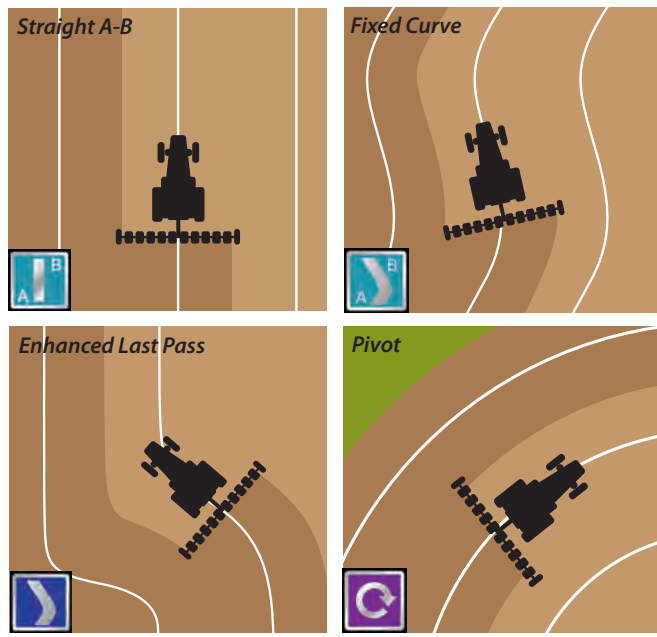 Straight A-B
Fixed Curve
A B
A B
Enhanced Last Pass
Pivot